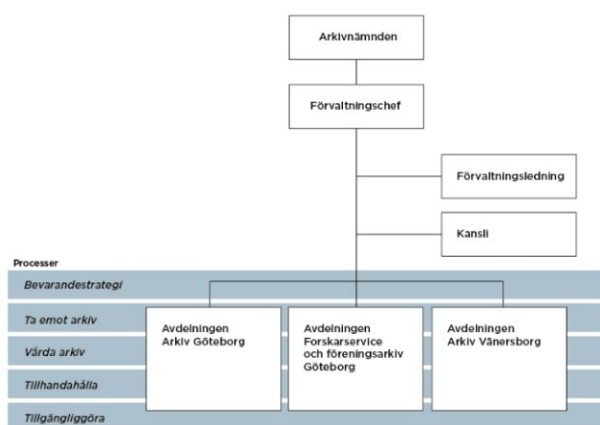 Arkivnämnden
Förvaltningschef
Förvaltningsledning
Kansli
Processer
Bevarandestrategi
Ta emot arkiv
Vårda arkiv
Tillhandahålla
Tillgängliggöra
Avdelningen
Arkiv Göteborg
Avdelningen
Forskarservice
och föreningsarkiv
Göteborg
Avdelningen
Arkiv Vänersborg